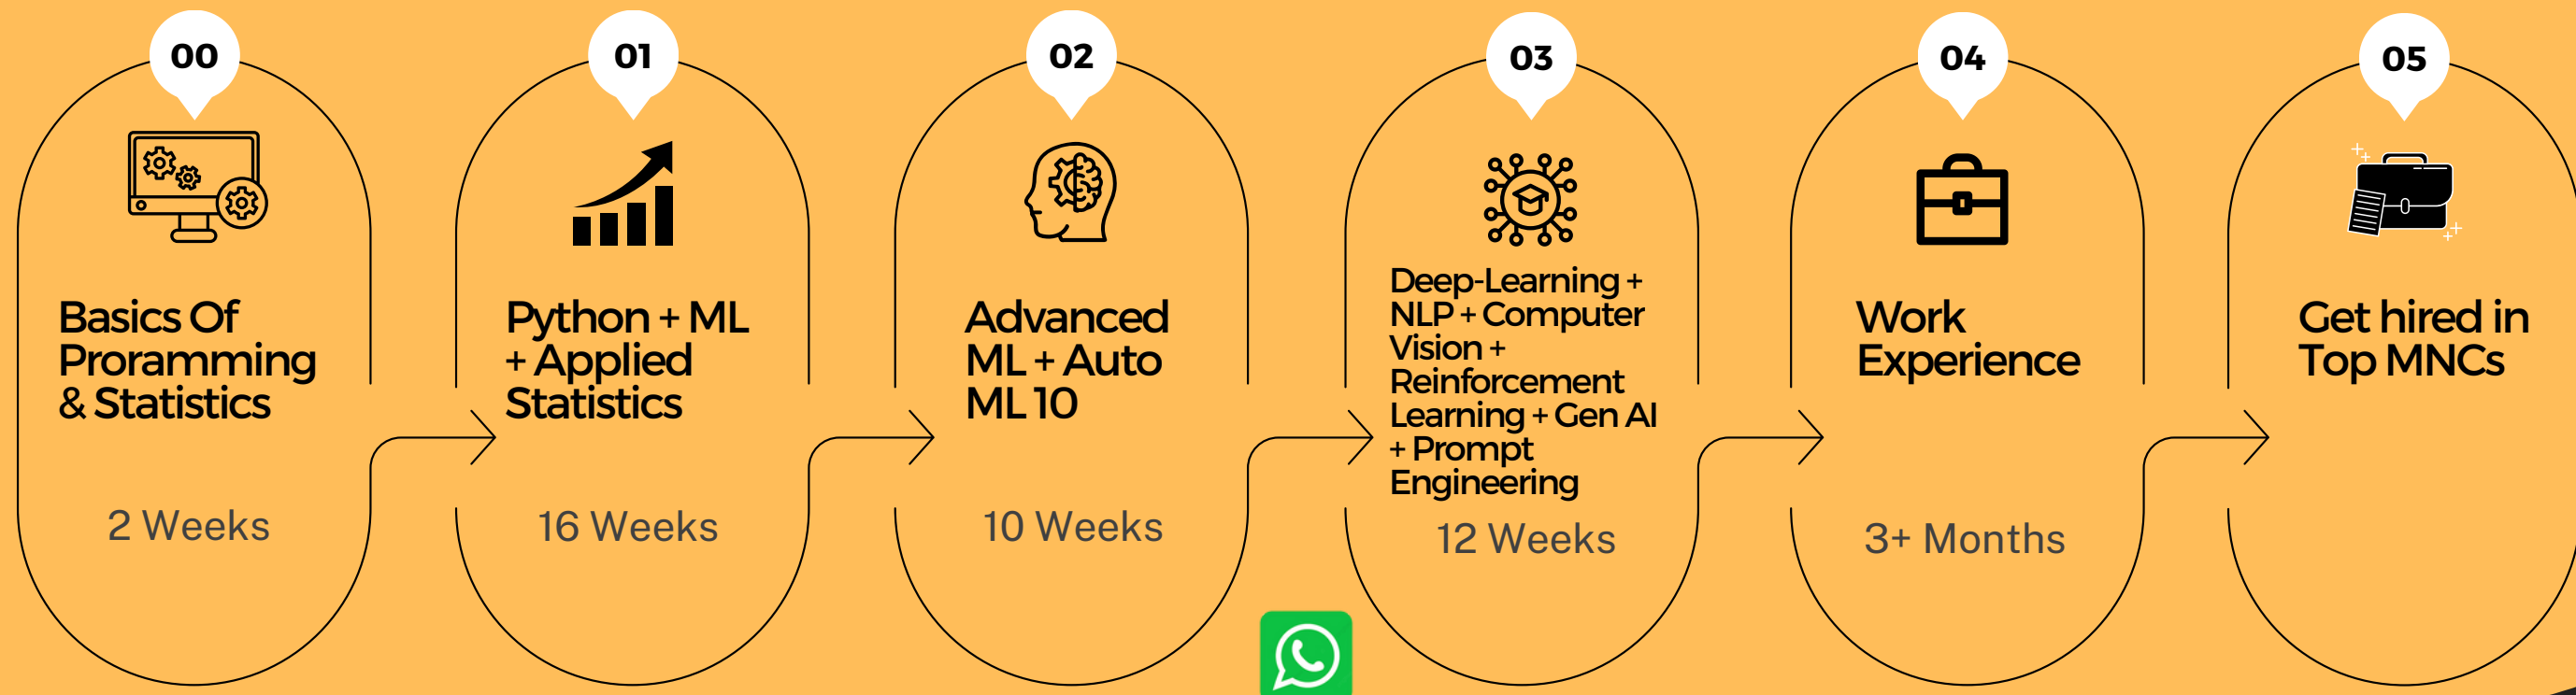 00
Basics Of
Proramming
& Statistics
2 Weeks
01
Python + ML
+ Applied
Statistics
16 Weeks
02
Advanced
ML + Auto
ML 10
10 Weeks
03
Deep-Learning +
NLP + Computer
Vision +
Reinforcement
Learning + Gen AI
+ Prompt
Engineering
12 Weeks
04
Work
Experience
3+ Months
05
Get hired in
Top MNCs